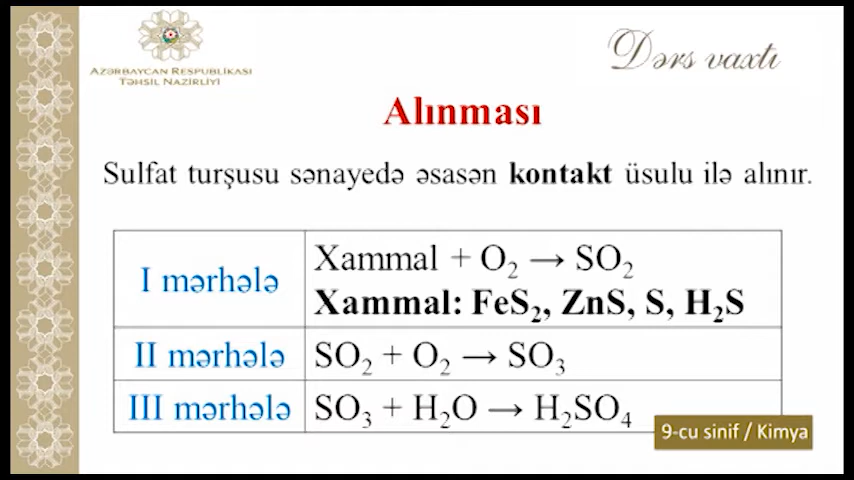 AZƏRBAYCAN RESPUBLİKASI
TƏHSİL NAZİRLİYİ
Dərs vaxtı
Alınması
Sulfat turşusu sənayedə əsasən kontakt üsulu ilə alınır.
I mərhələ
Xammal + O₂ → SO₂
Xammal: FeS₂, ZnS, S, H₂S
II mərhələ SO₂ + O₂ → SO₃
III mərhələ SO₃ + H₂O → H₂SO₄
9-cu sinif / Kimya